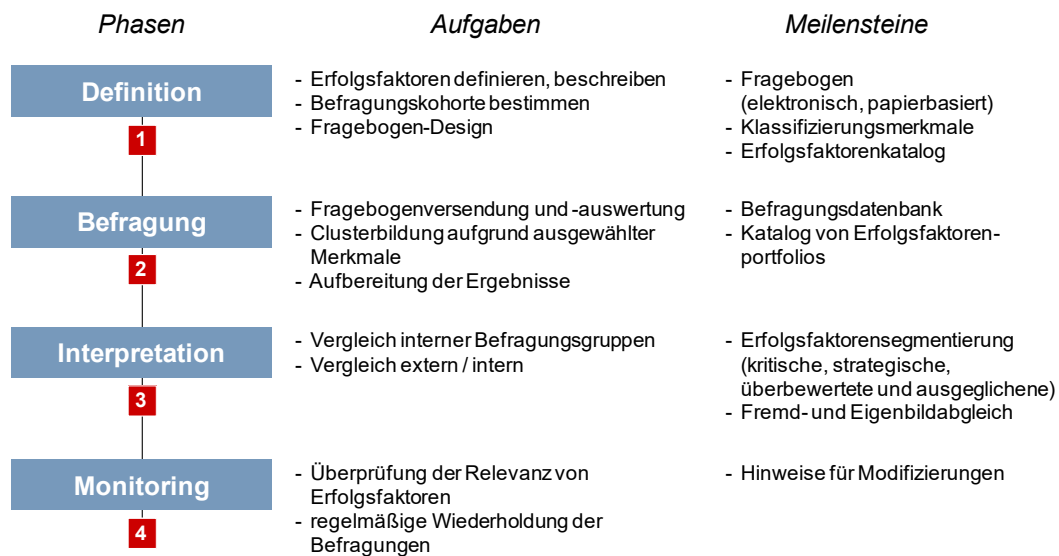 Phasen Aufgaben Meilensteine
Definition
1
- Erfolgsfaktoren definieren, beschreiben
- Befragungskohorte bestimmen
- Fragebogen-Design
- Fragebogen
(elektronisch, papierbasiert)
- Klassifizierungsmerkmale
- Erfolgsfaktorenkatalog
Befragung
2
- Fragebogenversendung und -auswertung
- Clusterbildung aufgrund ausgewählter
Merkmale
- Aufbereitung der Ergebnisse
- Befragungsdatenbank
- Katalog von Erfolgsfaktoren-
portfolios
Interpretation
3
- Vergleich interner Befragungsgruppen
- Vergleich extern / intern
- Erfolgsfaktorensegmentierung
(kritische, strategische,
überbewertete und ausgeglichene)
- Fremd- und Eigenbildabgleich
Monitoring
4
- Überprüfung der Relevanz von
Erfolgsfaktoren
- regelmäßige Wiederholung der
Befragungen
- Hinweise für Modifizierungen